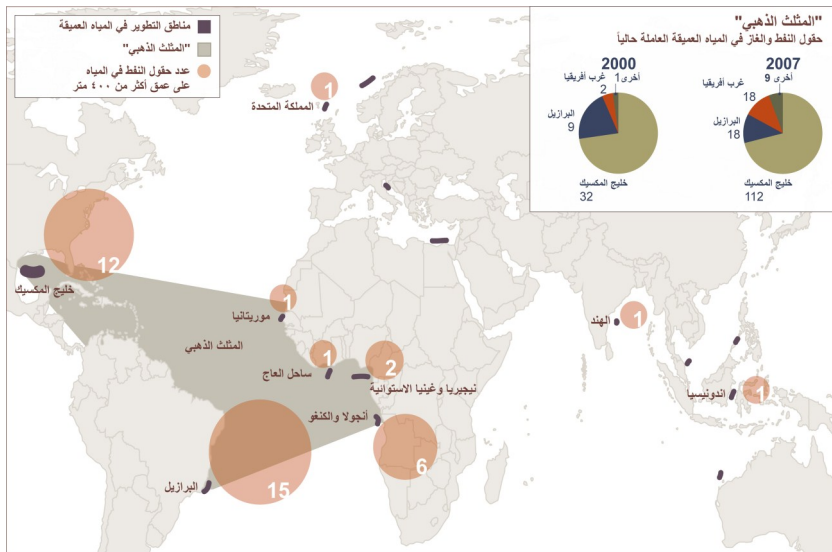 مناطق التطوير في المياه العميقة
"المثلث الذهبي"
عدد حقول النفط في المياه
على عمق أكثر من ٤٠٠ متر
"المثلث الذهبي"
حقول النفط والغاز في المياه العميقة العاملة حالياً
2000
أخرى 1
غرب أفريقيا
2
البرازيل
9
خليج المكسيك
32
2007
أخرى
9
غرب أفريقيا
18
البرازيل
18
خليج المكسيك
112
1
المملكة المتحدة
12
خليج المكسيك
1
موريتانيا
المثلث الذهبي
1
ساحل العاج
2
نيجيريا وغينيا الاستوائية
أنجولا والكنغو
6
15
البرازيل
1
الهند
1
اندونيسيا